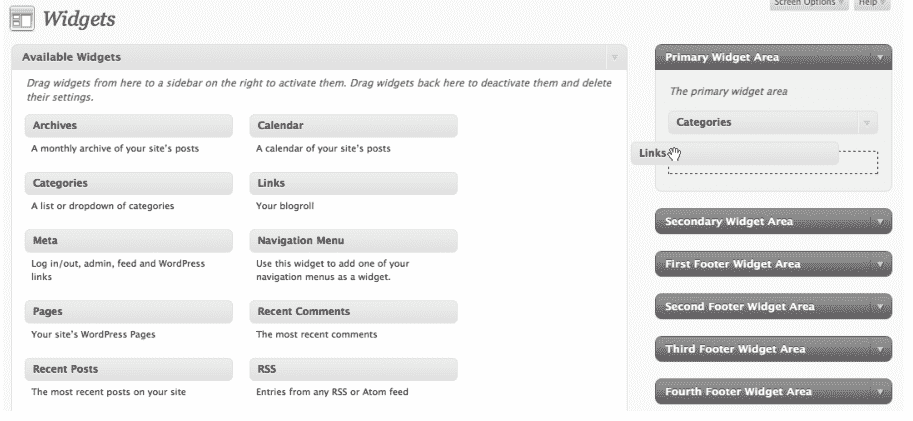 Screen Options
Help
Widgets
Available Widgets
Drag widgets from here to a sidebar on the right to activate them. Drag widgets back here to deactivate them and delete
their settings.
Archives
A monthly archive of your site's posts
Calendar
A calendar of your site's posts
Categories
A list or dropdown of categories
Links
Your blogroll
Meta
Log in/out, admin, feed and WordPress
links
Navigation Menu
Use this widget to add one of your
navigation menus as a widget.
Pages
Your site's WordPress Pages
Recent Comments
The most recent comments
Recent Posts
The most recent posts on your site
RSS
Entries from any RSS or Atom feed
Primary Widget Area
The primary widget area
Categories
Links
Secondary Widget Area
First Footer Widget Area
Second Footer Widget Area
Third Footer Widget Area
Fourth Footer Widget Area